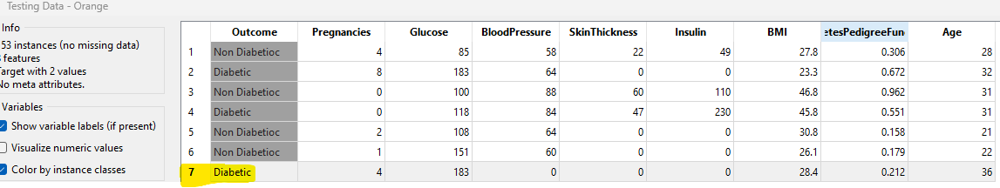 Testing Data - Orange
Info
53 instances (no missing data)
features
Target with 2 values
No meta attributes.
Variables
Show variable labels (if present)
Visualize numeric values
Color by instance classes
Outcome Pregnancies Glucose BloodPressure SkinThickness Insulin BMI etesPedigreeFunc Age
1 Non Diabetioc 4 85 58 22 49 27.8 0.306 28
2 Diabetic 8 183 64 0 0 23.3 0.672 32
3 Non Diabetioc 0 100 88 60 110 46.8 0.962 31
4 Diabetic 0 118 84 47 230 45.8 0.551 31
5 Non Diabetioc 2 108 64 0 0 30.8 0.158 21
6 Non Diabetioc 1 151 60 0 0 26.1 0.179 22
7 Diabetic 4 183 0 0 0 28.4 0.212 36